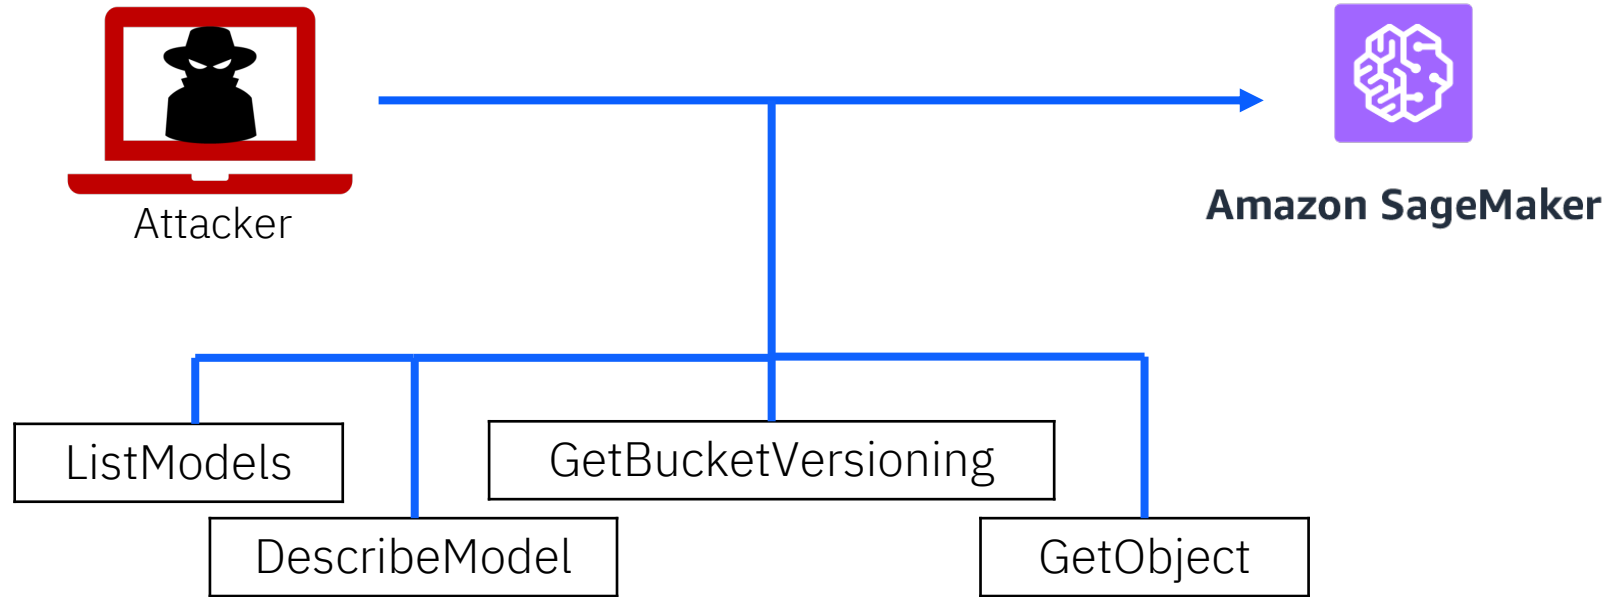 Attacker
Amazon SageMaker
ListModels
GetBucketVersioning
DescribeModel
GetObject